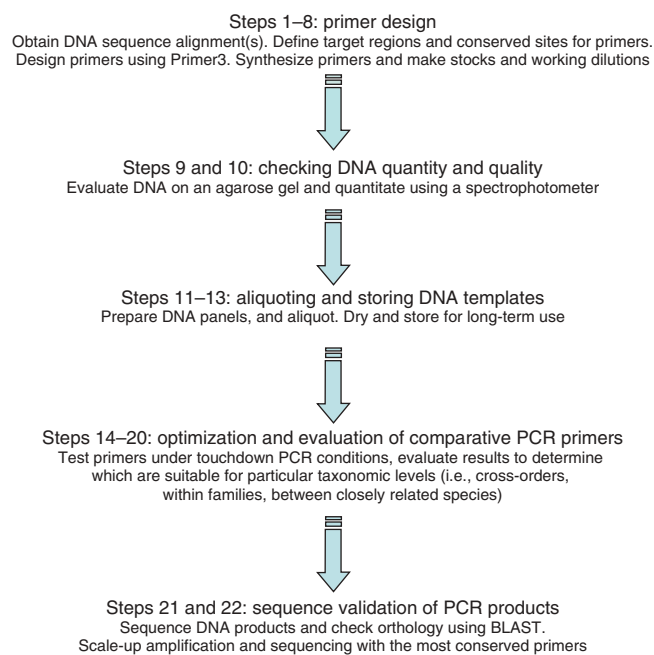 Steps 1–8: primer design
Obtain DNA sequence alignment(s). Define target regions and conserved sites for primers.
Design primers using Primer3. Synthesize primers and make stocks and working dilutions
Steps 9 and 10: checking DNA quantity and quality
Evaluate DNA on an agarose gel and quantitate using a spectrophotometer
Steps 11–13: aliquoting and storing DNA templates
Prepare DNA panels, and aliquot. Dry and store for long-term use
Steps 14–20: optimization and evaluation of comparative PCR primers
Test primers under touchdown PCR conditions, evaluate results to determine
which are suitable for particular taxonomic levels (i.e., cross-orders,
within families, between closely related species)
Steps 21 and 22: sequence validation of PCR products
Sequence DNA products and check orthology using BLAST.
Scale-up amplification and sequencing with the most conserved primers